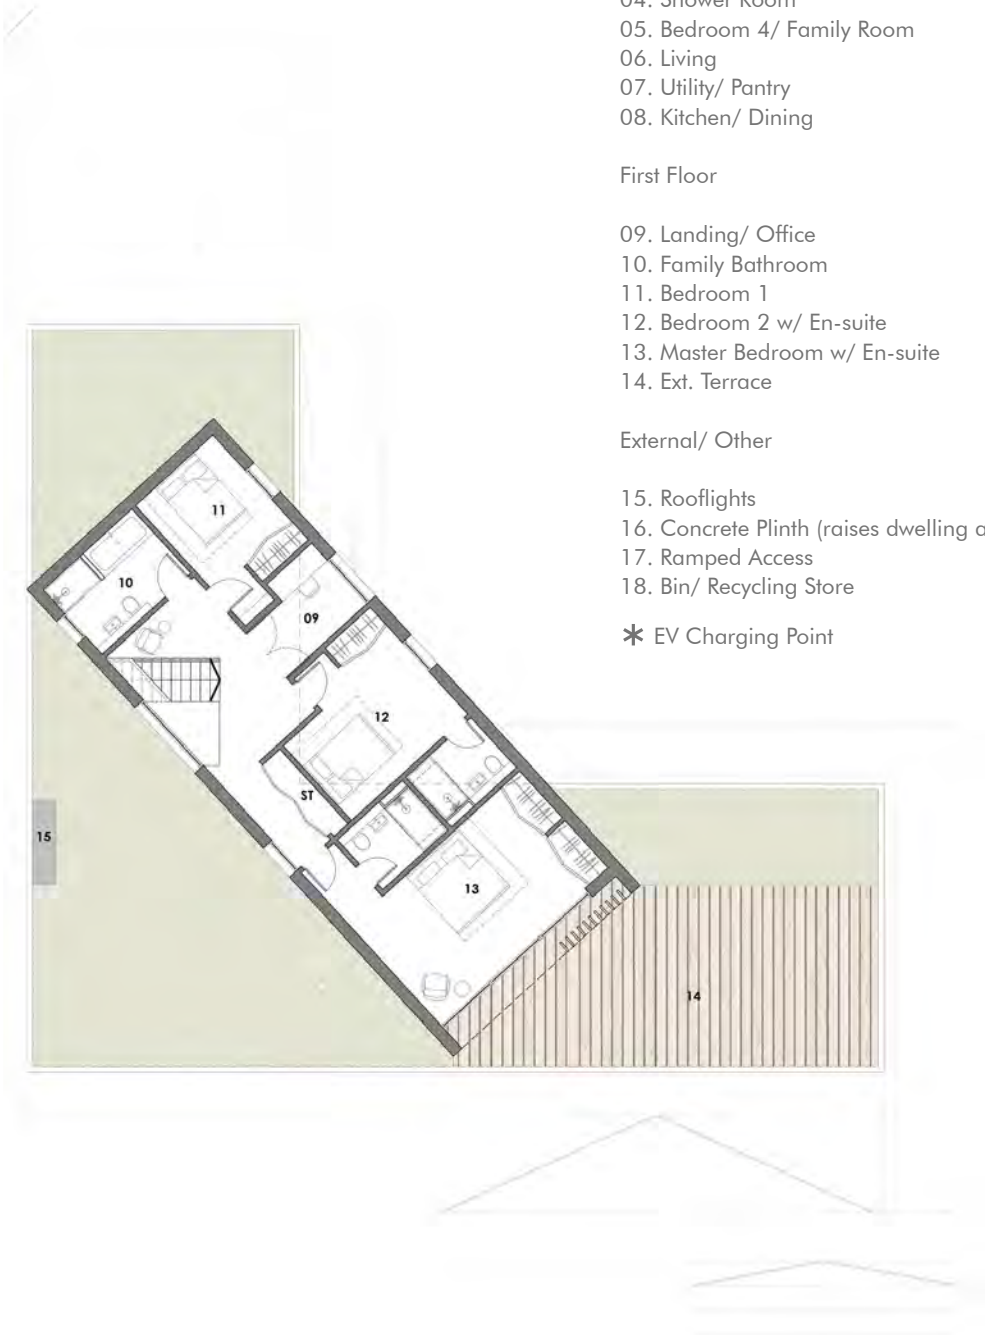 04. Shower Room
05. Bedroom 4/ Family Room
06. Living
07. Utility/ Pantry
08. Kitchen/ Dining
First Floor
09. Landing/ Office
10. Family Bathroom
11. Bedroom 1
12. Bedroom 2 w/ En-suite
13. Master Bedroom w/ En-suite
14. Ext. Terrace
External/ Other
15. Rooflights
16. Concrete Plinth (raises dwelling
17. Ramped Access
18. Bin/ Recycling Store
* EV Charging Point
11
10
09
12
ST
15
13
14